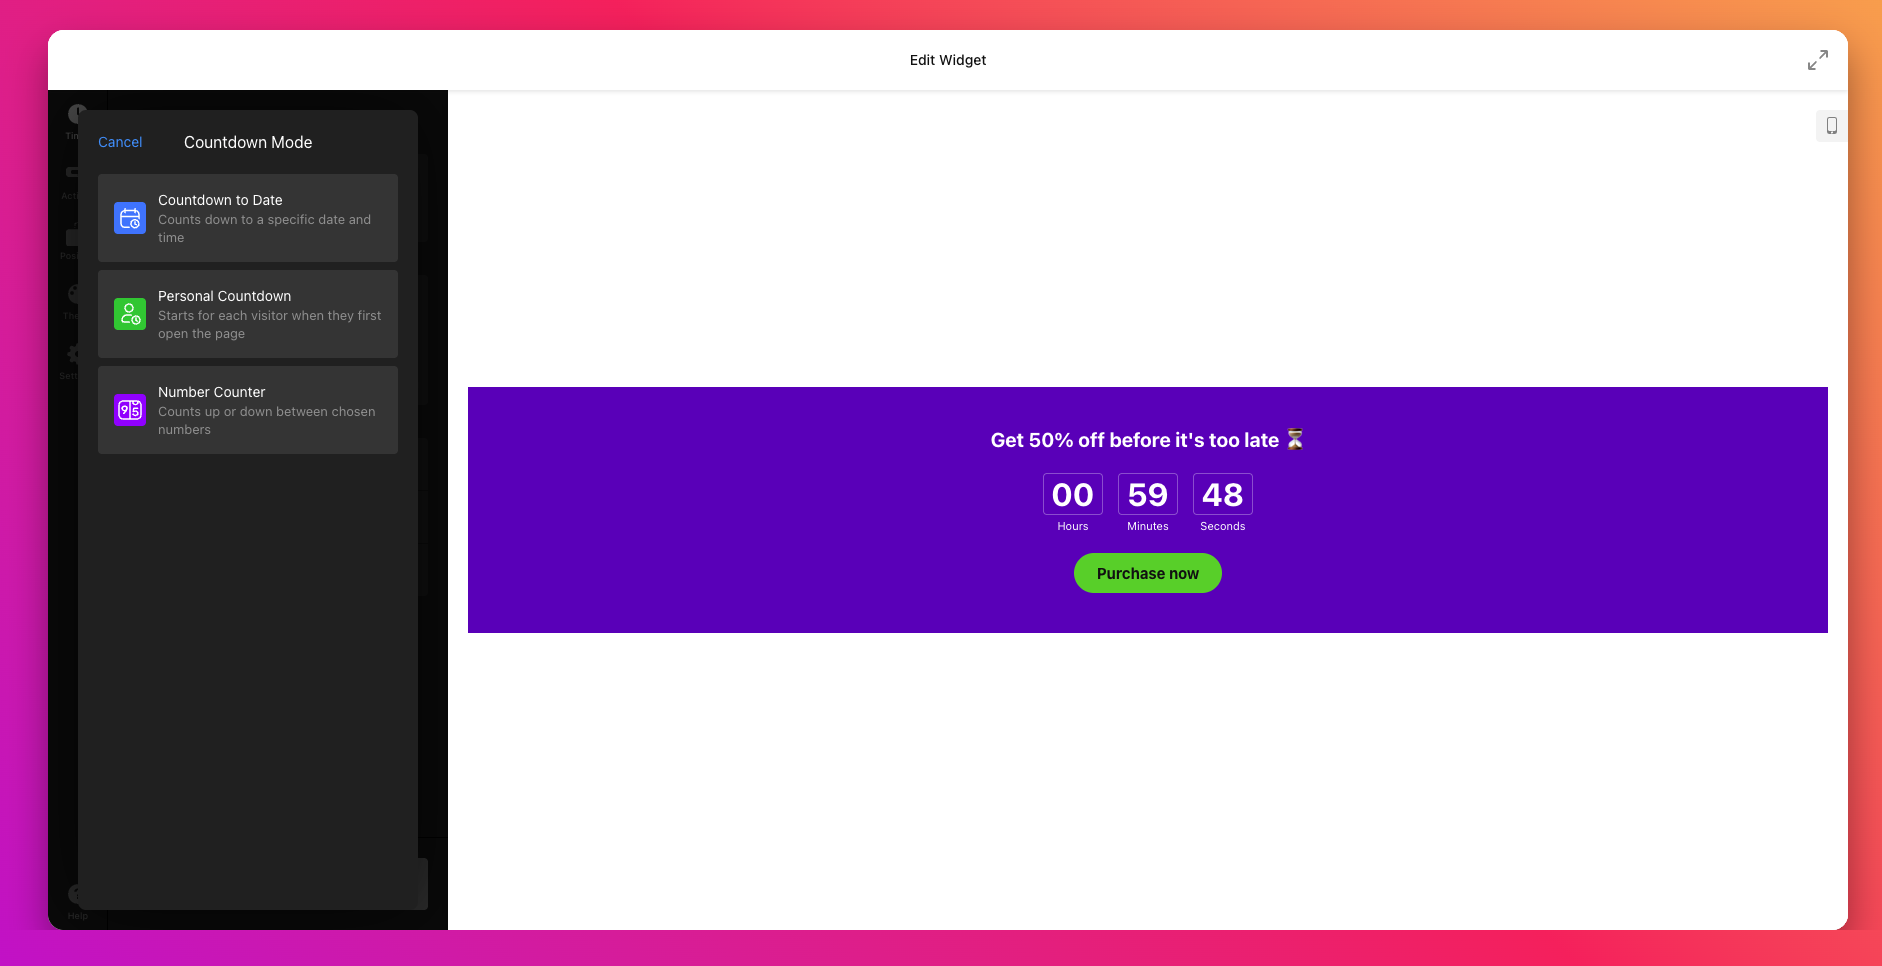 Edit Widget
Cancel
Countdown Mode
Countdown to Date
Counts down to a specific date and
time
Personal Countdown
Starts for each visitor when they first
open the page
Number Counter
Counts up or down between chosen
numbers
Help
Get 50% off before it's too late ⏳
00 59 48
Hours Minutes Seconds
Purchase now